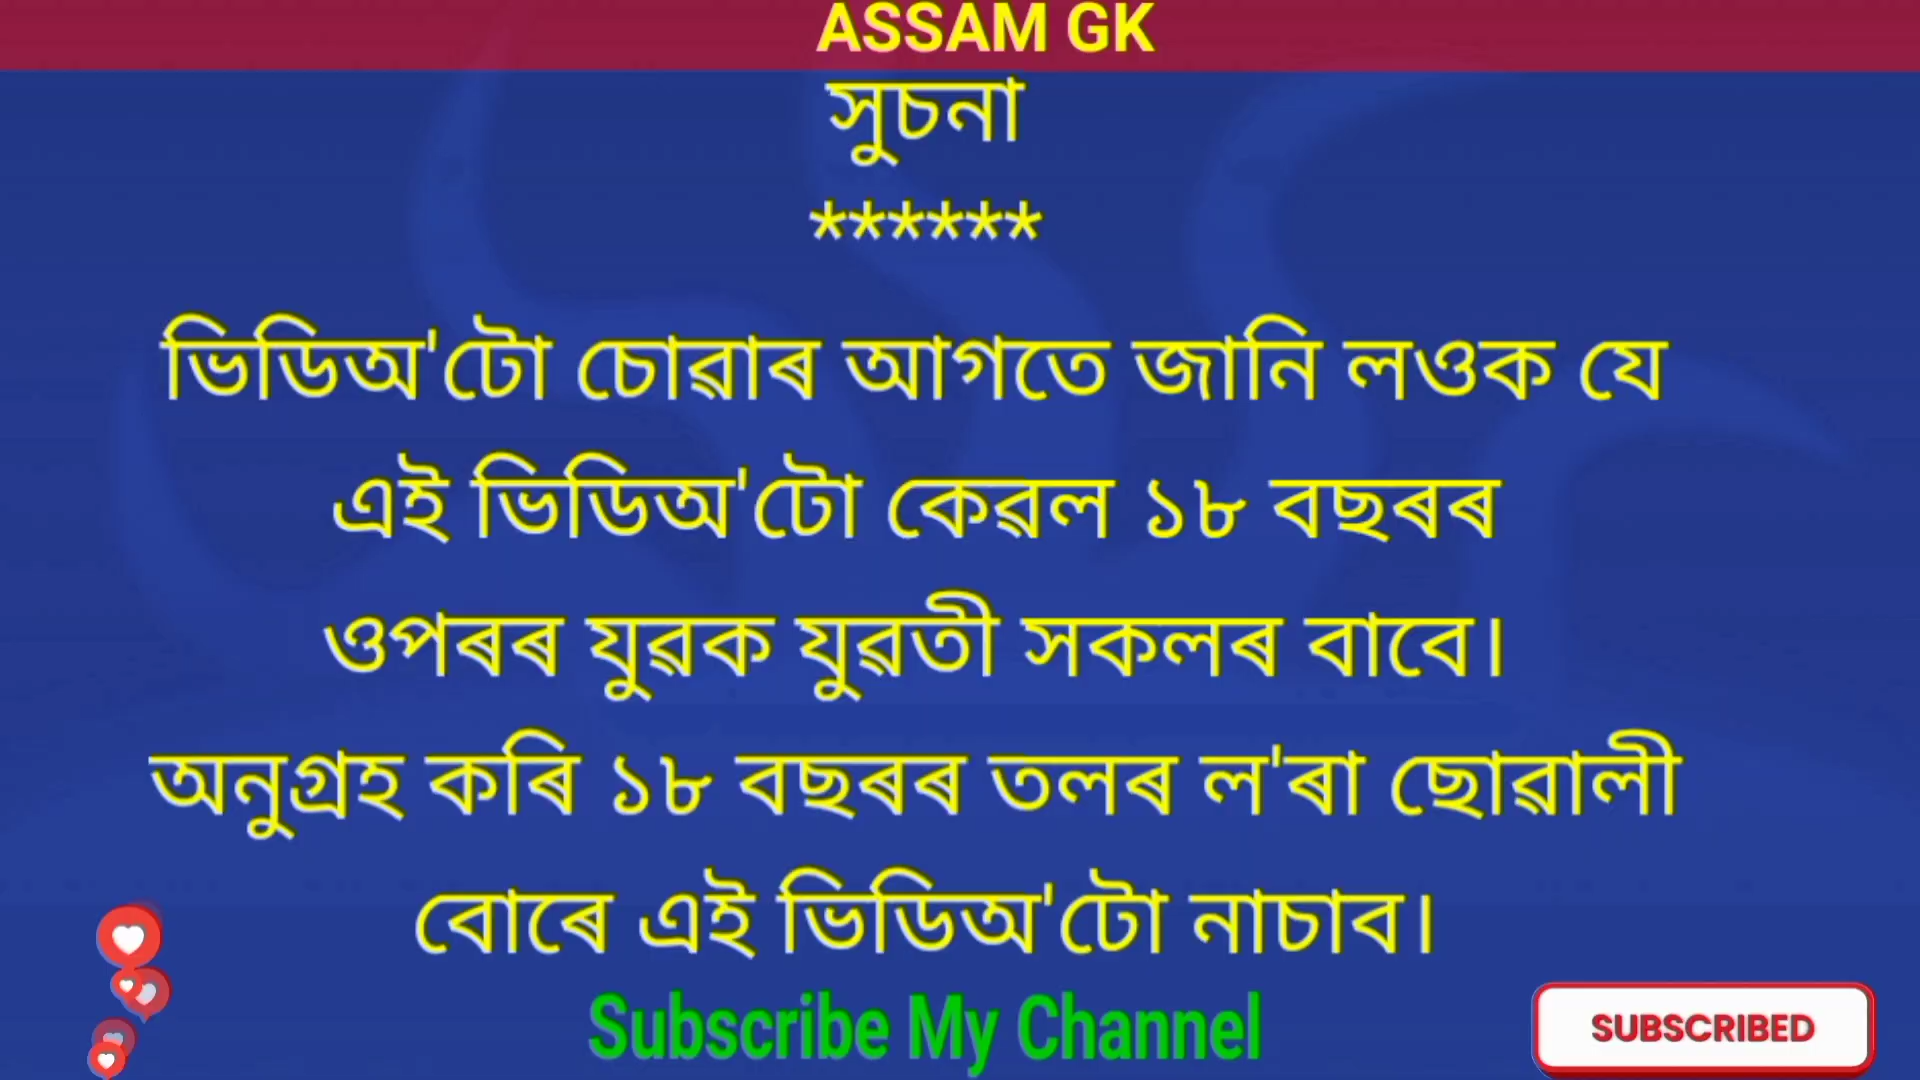 ASSAM GK
সুচনা
******
ভিডিঅ'টো চোৱাৰ আগতে জানি লওক যে
এই ভিডিঅ'টো কেৱল ১৮ বছৰৰ
ওপৰৰ যুৱক যুৱতী সকলৰ বাবে।
অনুগ্ৰহ কৰি ১৮ বছৰৰ তলৰ ল'ৰা ছোৱালী
বোৰে এই ভিডিঅ'টো নাচাব।
Subscribe My Channel
SUBSCRIBED